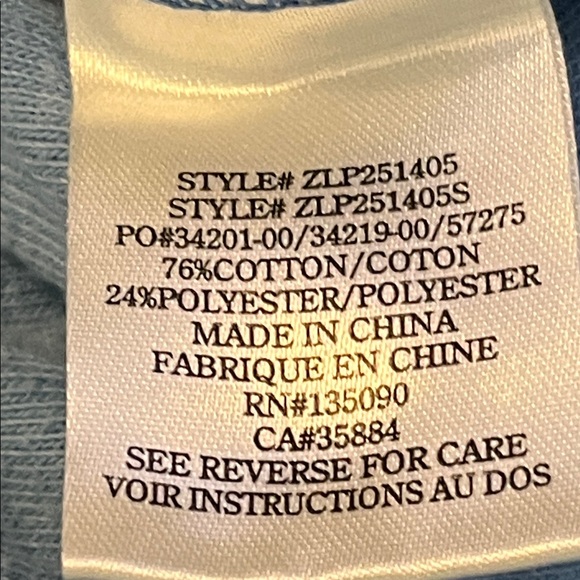 STYLE# ZLP251405
STYLE# ZLP251405S
PO#34201-00/34219-00/57275
76%COTTON/COTON
24%POLYESTER/POLYESTER
MADE IN CHINA
FABRIQUE EN CHINE
RN#135090
CA#35884
SEE REVERSE FOR CARE
VOIR INSTRUCTIONS AU DOS